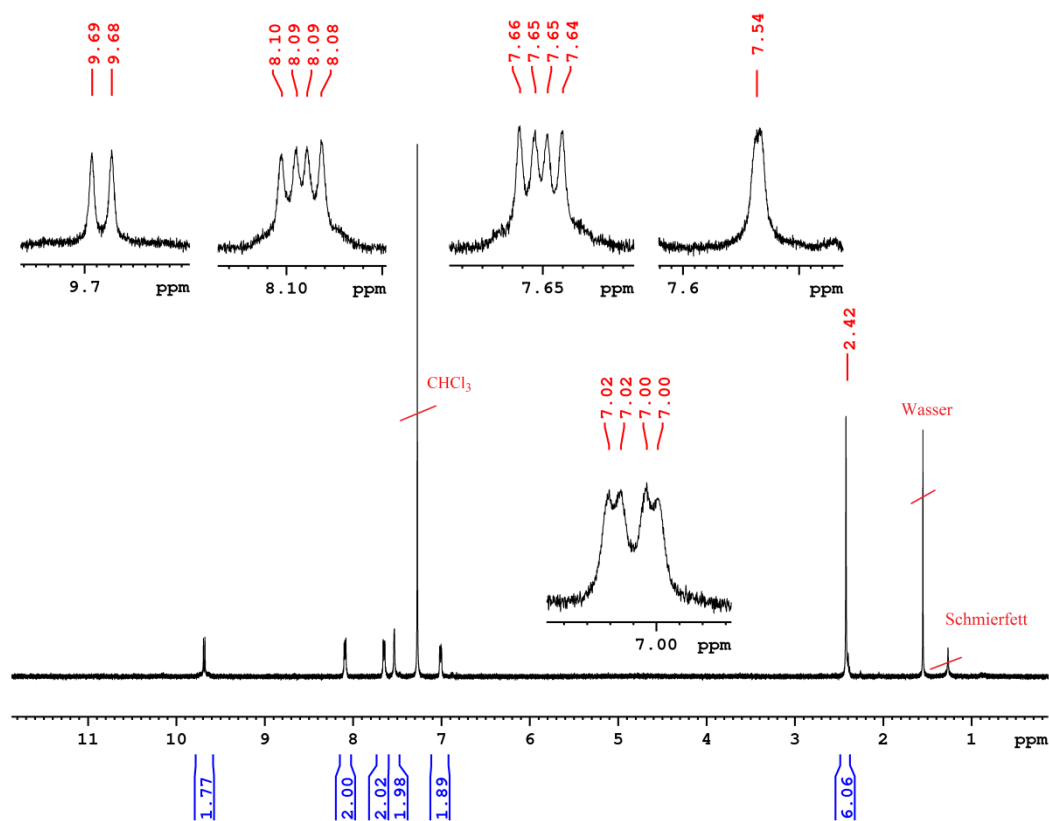 9.69
9.68
8.10
8.09
8.09
8.08
7.66
7.65
7.65
7.64
7.54
9.7 ppm
8.10 ppm
7.65 ppm
7.6 ppm
2.42
CHCl₃
7.02
7.02
7.00
7.00
Wasser
7.00 ppm
Schmierfett
11 10 9 8 7 6 5 4 3 2 1 ppm
1.77
2.00
2.02
1.98
1.89
6.06